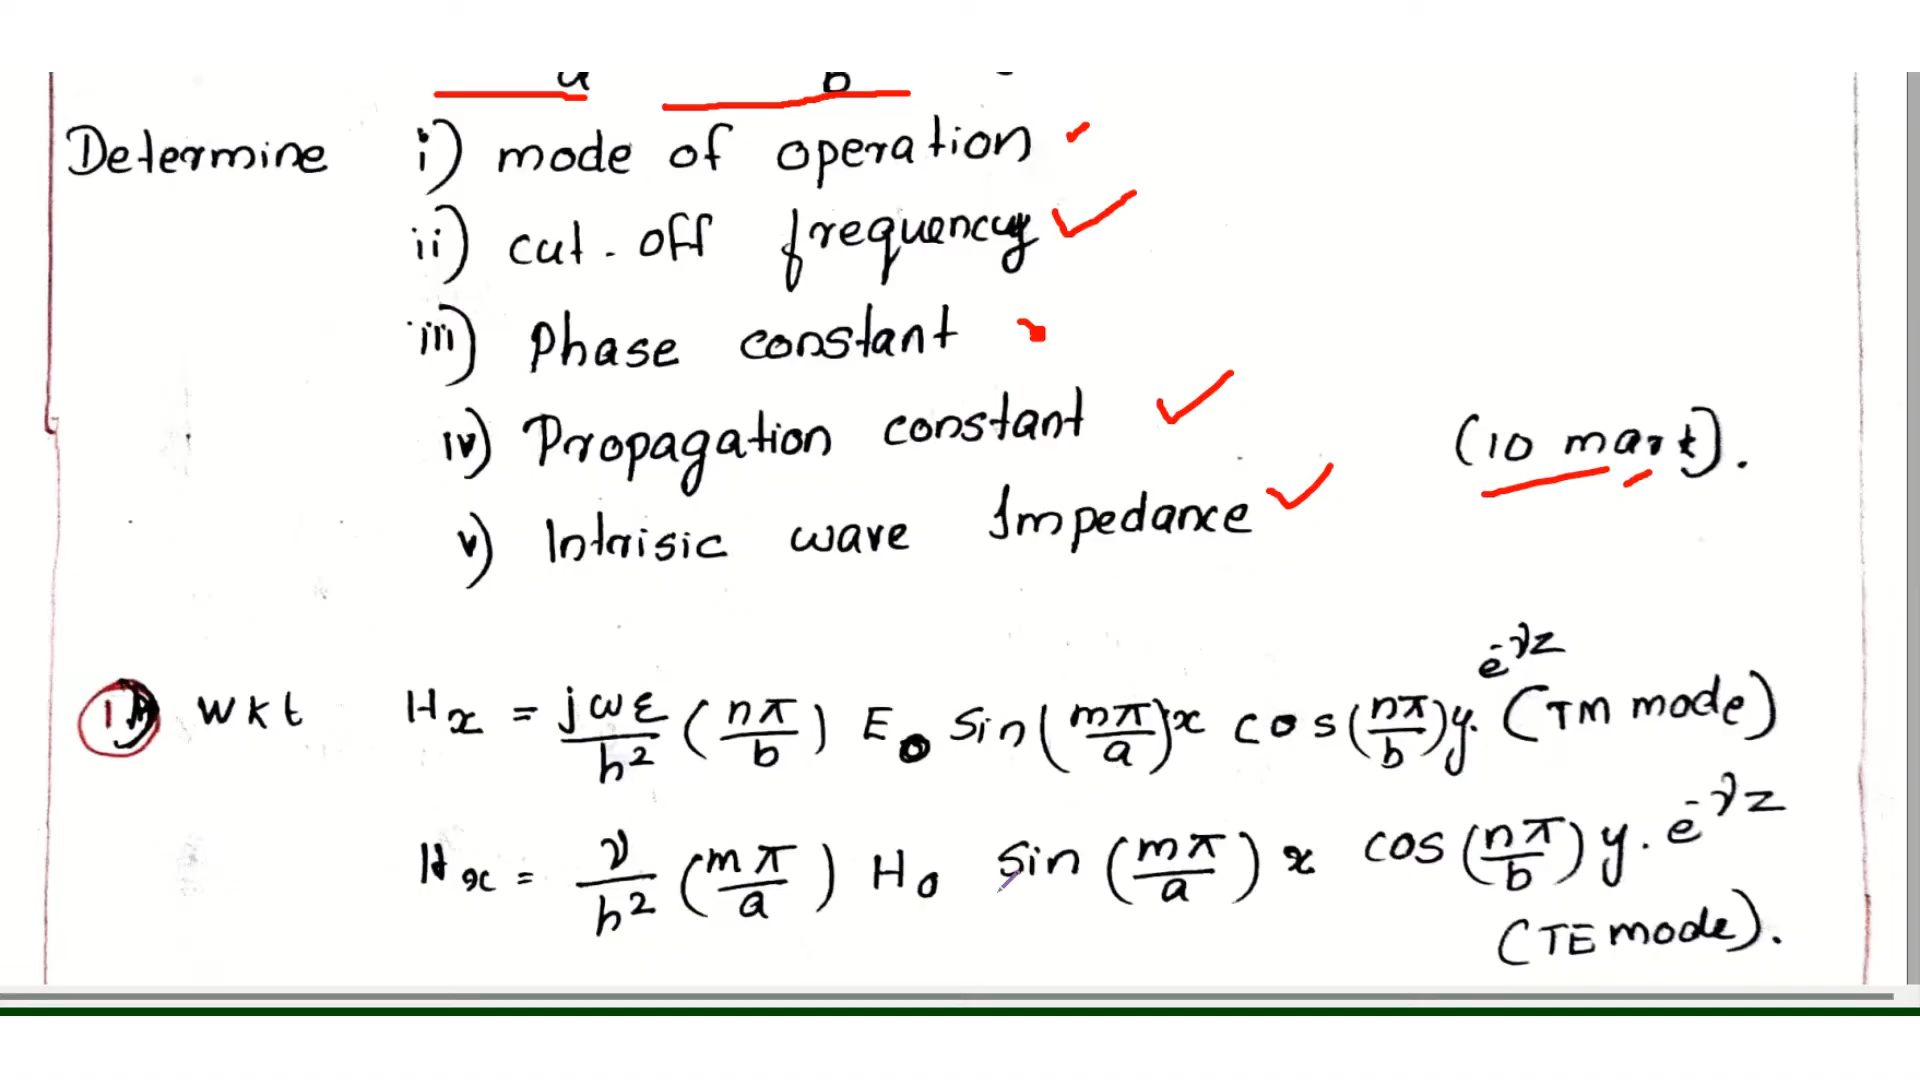 a b
Determine i) mode of operation
ii) cut-off frequency
iii) Phase constant
iv) Propagation constant
(10 mark).
v) Intrisic wave Impedance
1) Wkt Hx = jωε/h² (nπ/b) E₀ sin(mπ/a)x cos(nπ/b)y. e^-γz (TM mode)
Hx = γ/h² (mπ/a) H₀ sin(mπ/a)x cos(nπ/b)y. e^-γz
(TE mode).